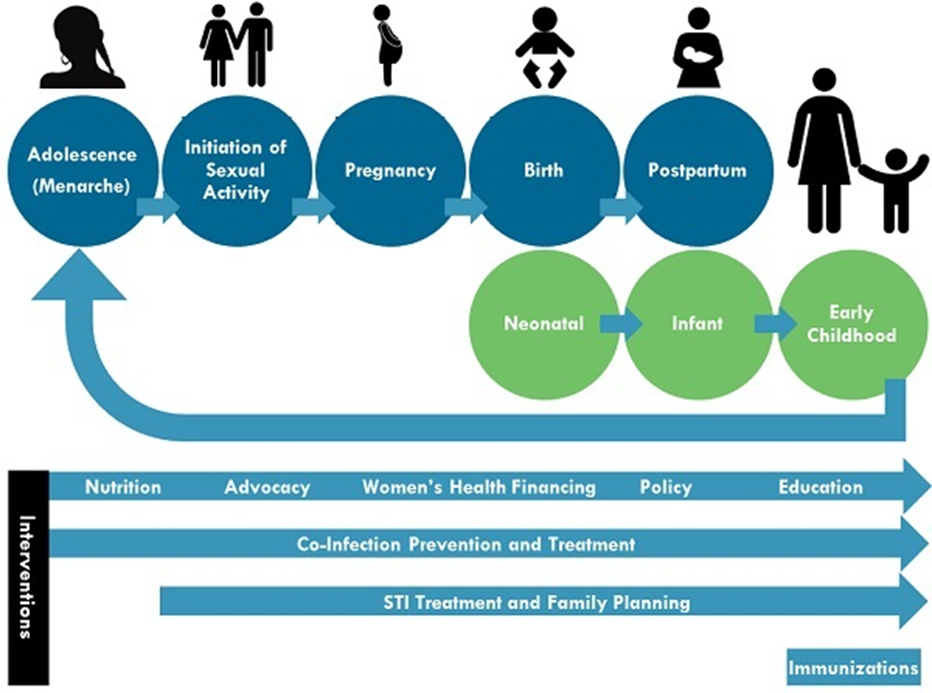 Adolescence
(Menarche)
Initiation of
Sexual
Activity
Pregnancy
Birth
Postpartum
Neonatal
Infant
Early
Childhood
Interventions
Nutrition Advocacy Women's Health Financing Policy Education
Co-Infection Prevention and Treatment
STI Treatment and Family Planning
Immunizations